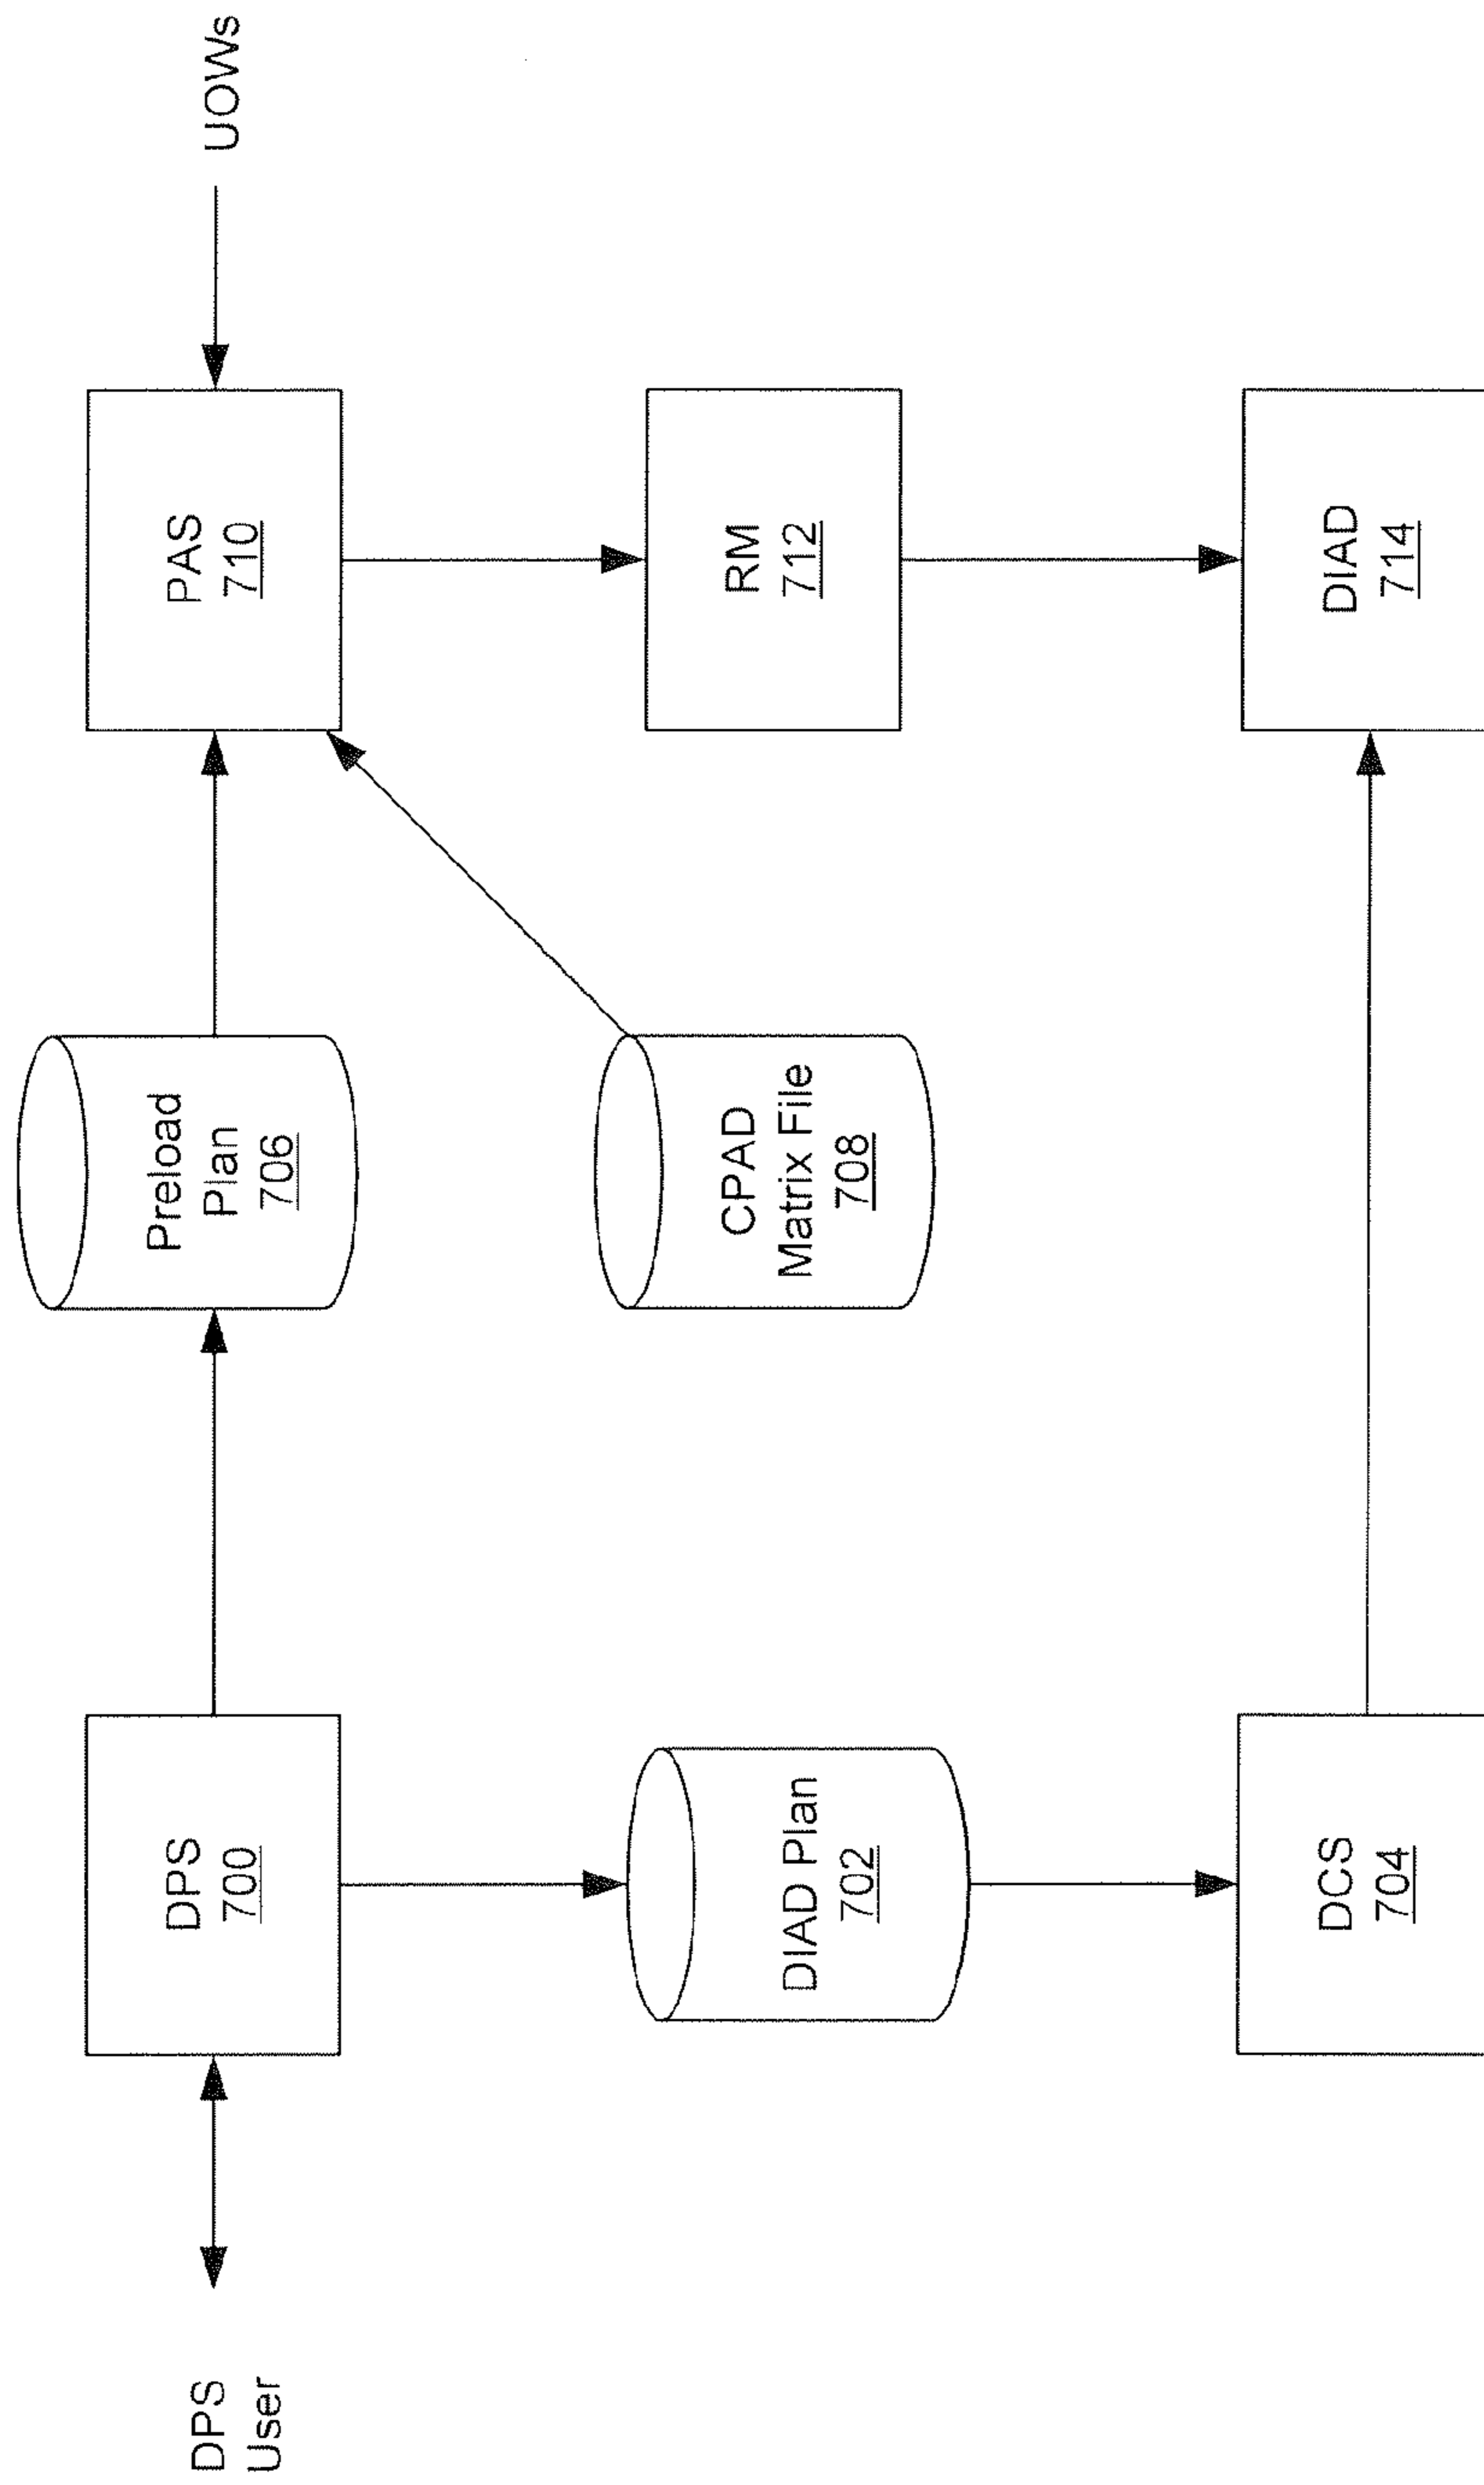 DPS
User
DPS
700
Preload
Plan
706
PAS
710
UOWs
DIAD Plan
702
CPAD
Matrix File
708
RM
712
DCS
704
DIAD
714